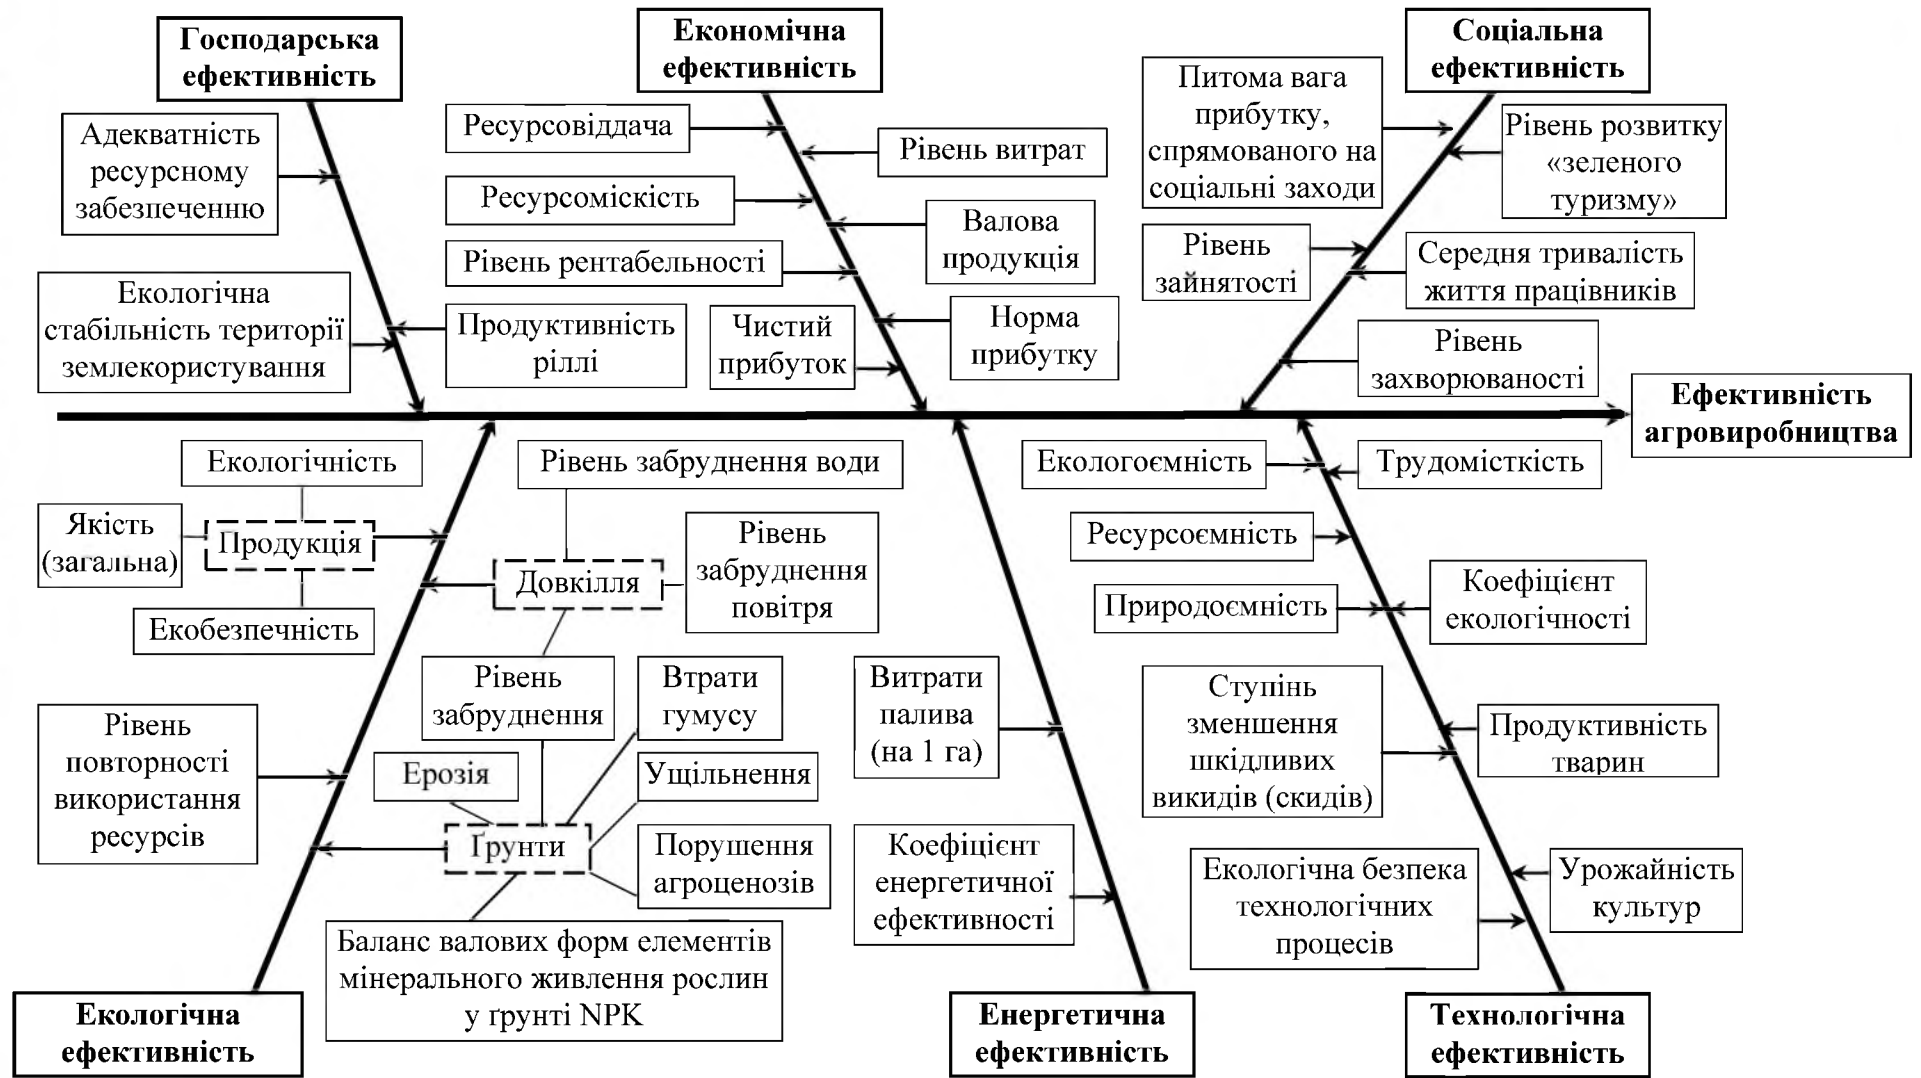 Господарська
ефективність
Економічна
ефективність
Соціальна
ефективність
Адекватність
ресурсному
забезпеченню
Екологічна
стабільність території
землекористування
Продуктивність
ріллі
Ресурсовіддача
Рівень витрат
Ресурсоміскість
Валова
продукція
Рівень рентабельності
Чистий
прибуток
Норма
прибутку
Питома вага
прибутку,
спрямованого на
соціальні заходи
Рівень розвитку
«зеленого
туризму»
Рівень
зайнятості
Середня тривалість
життя працівників
Рівень
захворюваності
Ефективність
агровиробництва
Екологічність
Якість
(загальна)
Продукція
Екобезпечність
Рівень забруднення води
Довкілля
Рівень
забруднення
повітря
Рівень
забруднення
Втрати
гумусу
Рівень
повторності
використання
ресурсів
Ерозія
Ущільнення
Ґрунти
Порушення
агроценозів
Баланс валових форм елементів
мінерального живлення рослин
у ґрунті NPK
Витрати
палива
(на 1 га)
Коефіцієнт
енергетичної
ефективності
Екологоємність
Трудомісткість
Ресурсоємність
Природоємність
Коефіцієнт
екологічності
Ступінь
зменшення
шкідливих
викидів (скидів)
Продуктивність
тварин
Екологічна безпека
технологічних
процесів
Урожайність
культур
Екологічна
ефективність
Енергетична
ефективність
Технологічна
ефективність